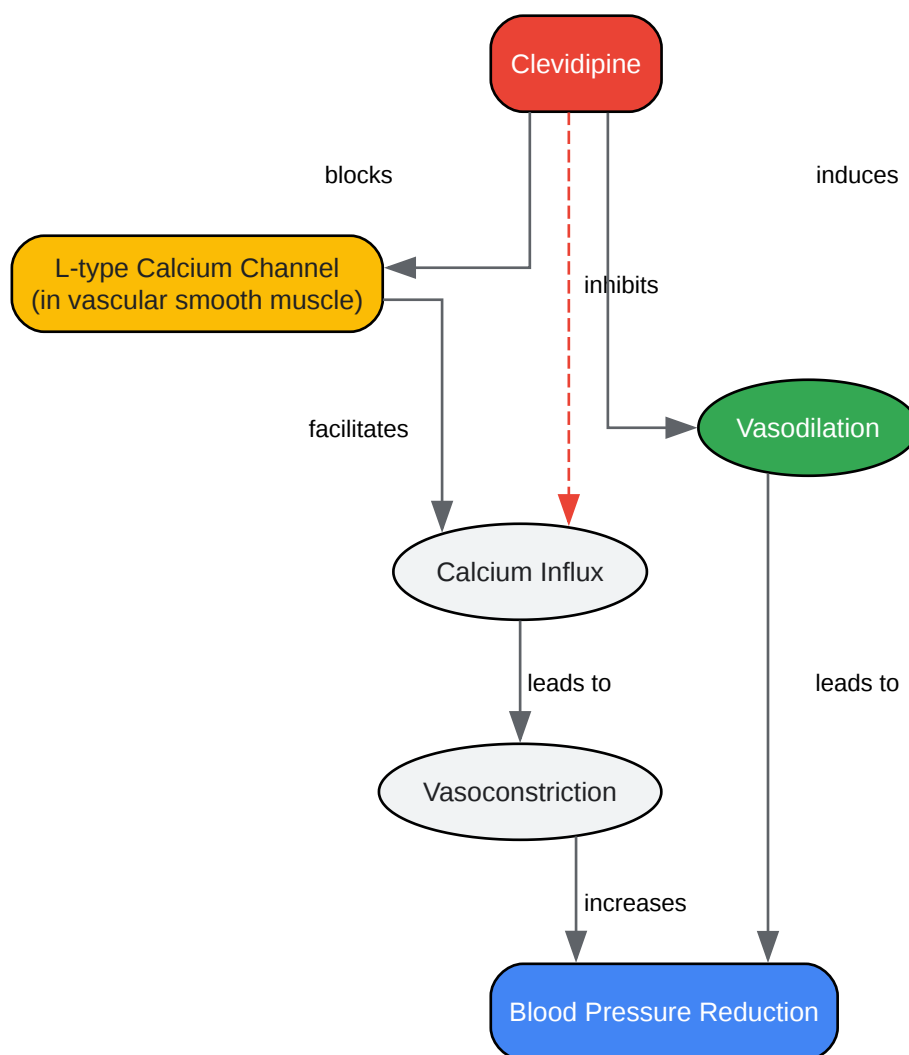 Clevidipine
blocks
induces
L-type Calcium Channel
(in vascular smooth muscle)
inhibits
facilitates
Vasodilation
Calcium Influx
leads to
leads to
Vasoconstriction
increases
Blood Pressure Reduction